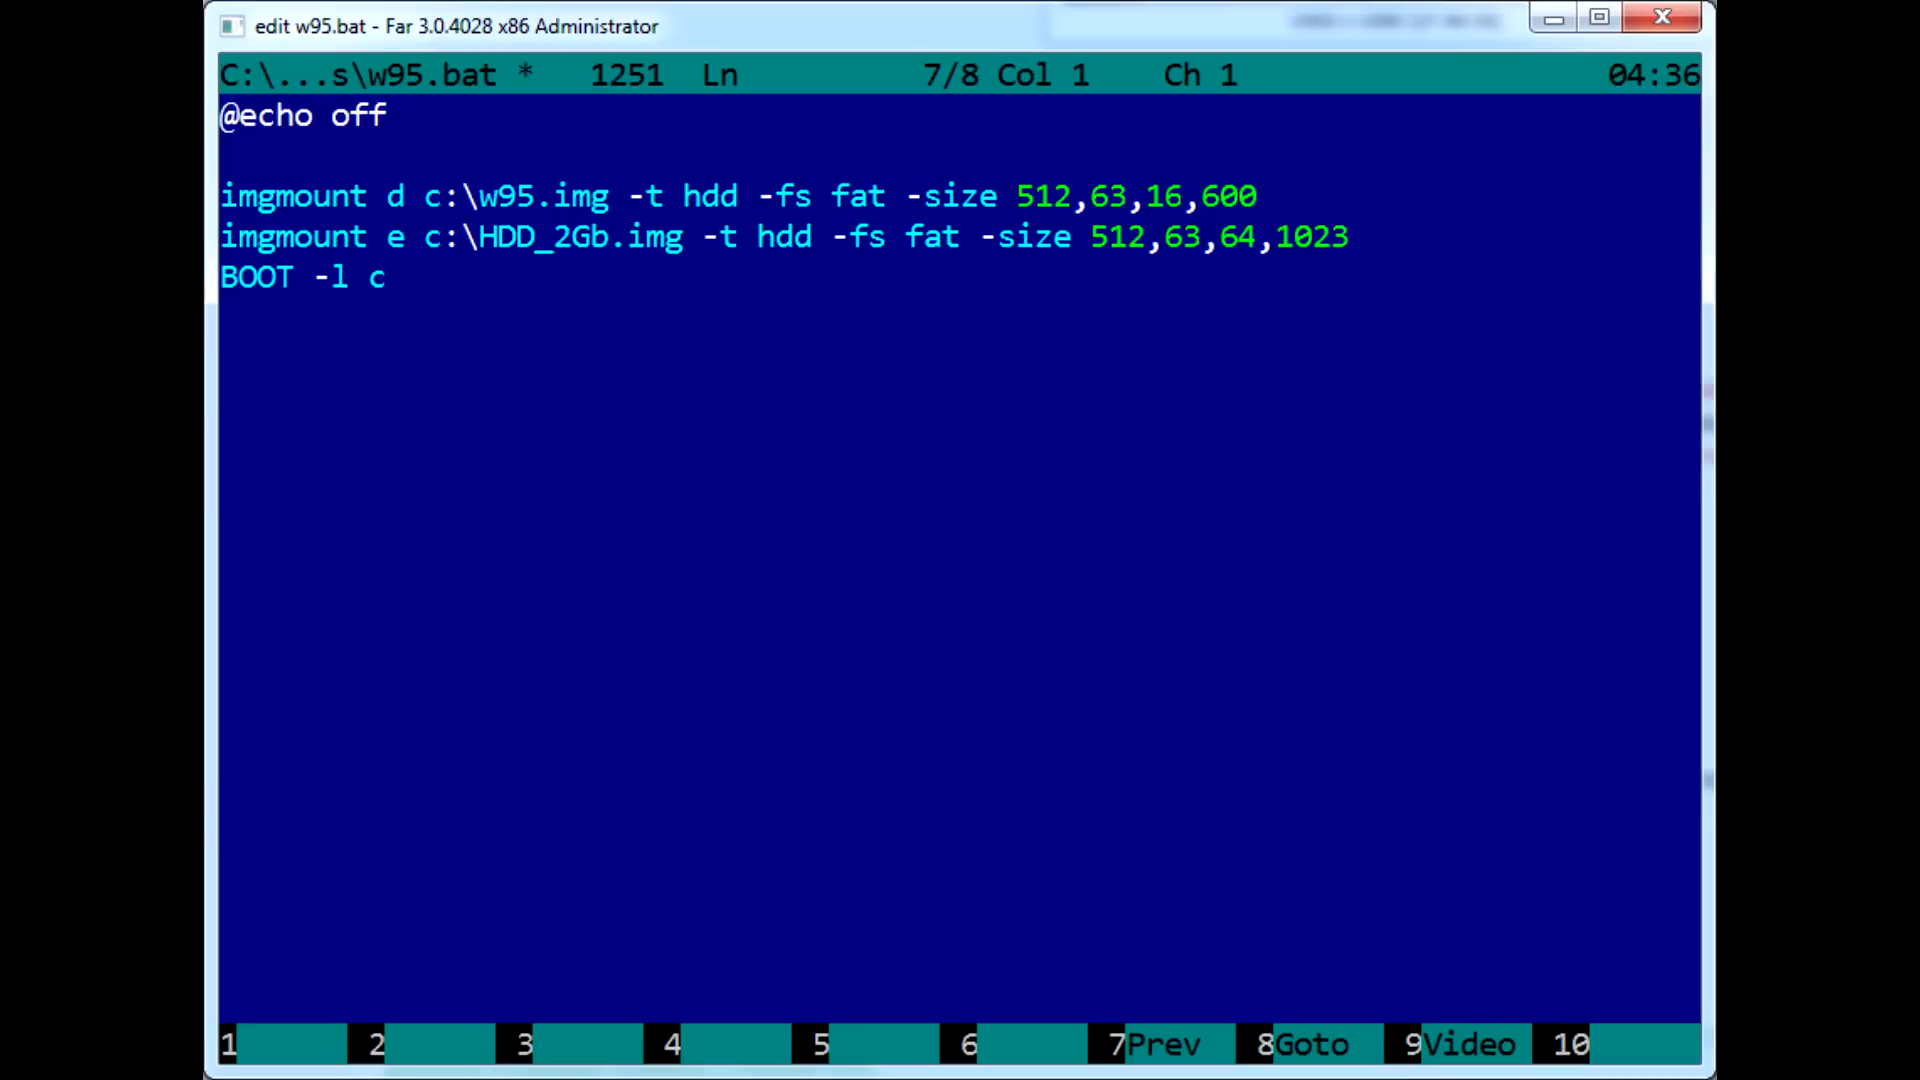 edit w95.bat - Far 3.0.4028 x86 Administrator
C:\...s\w95.bat * 1251 Ln 7/8 Col 1 Ch 1 04:36
@echo off
imgmount d c:\w95.img -t hdd -fs fat -size 512,63,16,600
imgmount e c:\HDD_2Gb.img -t hdd -fs fat -size 512,63,64,1023
BOOT -l c
1 2 3 4 5 6 7Prev 8Goto 9Video 10